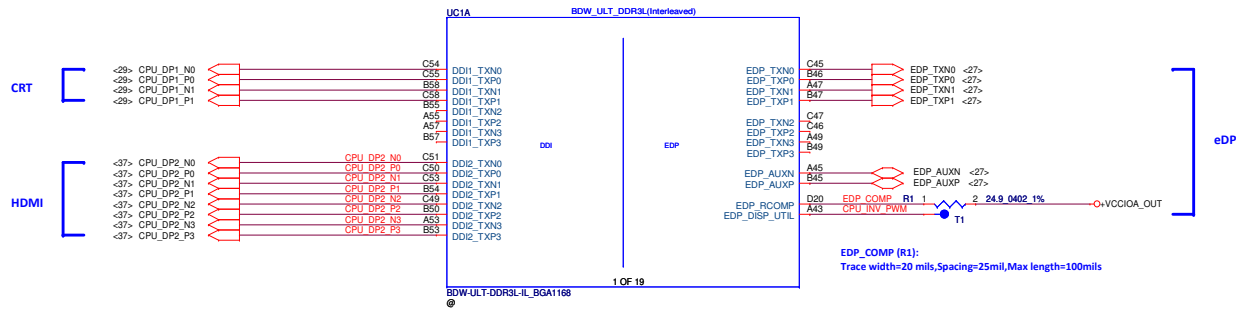 UC1A
BDW_ULT_DDR3L(Interleaved)
CRT
<29> CPU_DP1_N0 C54 DDI1_TXN0
<29> CPU_DP1_P0 C55 DDI1_TXP0
<29> CPU_DP1_N1 B58 DDI1_TXN1
<29> CPU_DP1_P1 C58 DDI1_TXP1
B55 DDI1_TXN2
A55 DDI1_TXP2
A57 DDI1_TXN3
B57 DDI1_TXP3
HDMI
<37> CPU_DP2_N0 CPU_DP2_N0 C51 DDI2_TXN0
<37> CPU_DP2_P0 CPU_DP2_P0 C50 DDI2_TXP0
<37> CPU_DP2_N1 CPU_DP2_N1 C53 DDI2_TXN1
<37> CPU_DP2_P1 CPU_DP2_P1 B54 DDI2_TXP1
<37> CPU_DP2_N2 CPU_DP2_N2 C49 DDI2_TXN2
<37> CPU_DP2_P2 CPU_DP2_P2 B50 DDI2_TXP2
<37> CPU_DP2_N3 CPU_DP2_N3 A53 DDI2_TXN3
<37> CPU_DP2_P3 CPU_DP2_P3 B53 DDI2_TXP3
DDI
EDP
EDP_TXN0 C45 EDP_TXN0 <27>
EDP_TXP0 B46 EDP_TXP0 <27>
EDP_TXN1 A47 EDP_TXN1 <27>
EDP_TXP1 B47 EDP_TXP1 <27>
EDP_TXN2 C47
EDP_TXP2 C46
EDP_TXN3 A49
EDP_TXP3 B49
EDP_AUXN A45 EDP_AUXN <27>
EDP_AUXP B45 EDP_AUXP <27>
EDP_RCOMP D20 EDP_COMP R1 1 2 24.9_0402_1% +VCCIOA_OUT
EDP_DISP_UTIL A43 CPU_INV_PWM T1
eDP
EDP_COMP (R1):
Trace width=20 mils,Spacing=25mil,Max length=100mils
1 OF 19
BDW-ULT-DDR3L-IL_BGA1168
@